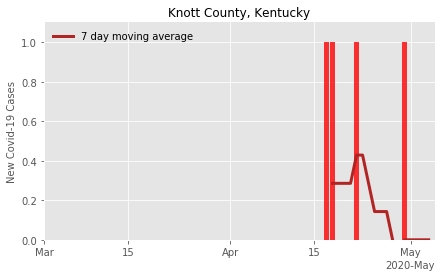 Knott County, Kentucky
7 day moving average
New Covid-19 Cases
1.0
0.8
0.6
0.4
0.2
0.0
Mar 15 Apr 15 May
2020-May